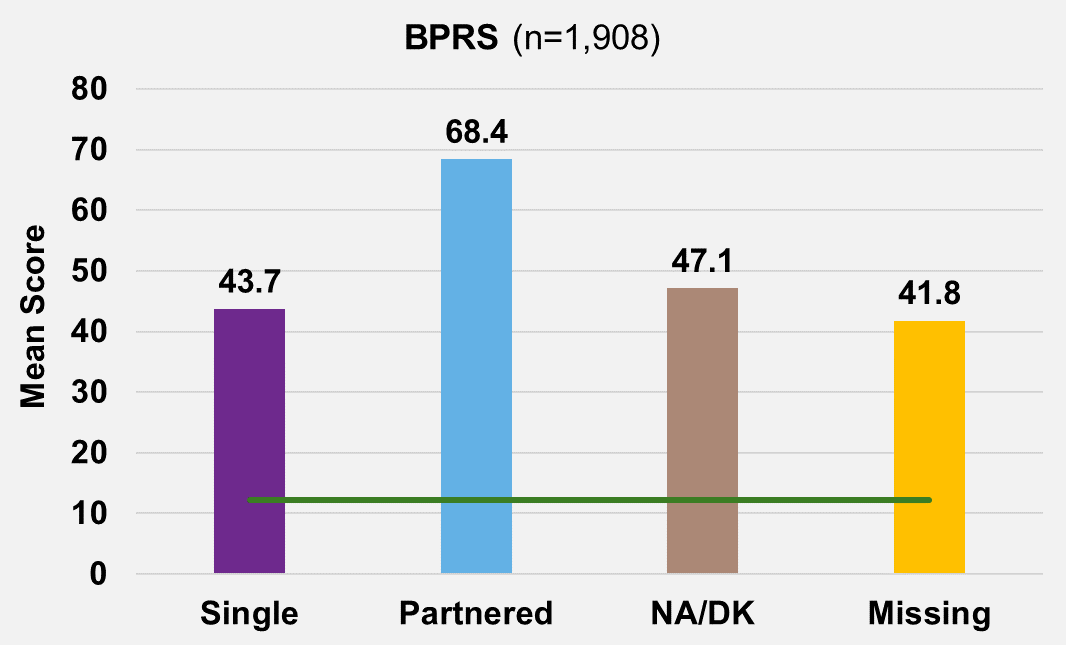 BPRS (n=1,908)
80
70
60
50
40
30
20
10
0
Mean Score
43.7
68.4
47.1
41.8
Single
Partnered
NA/DK
Missing